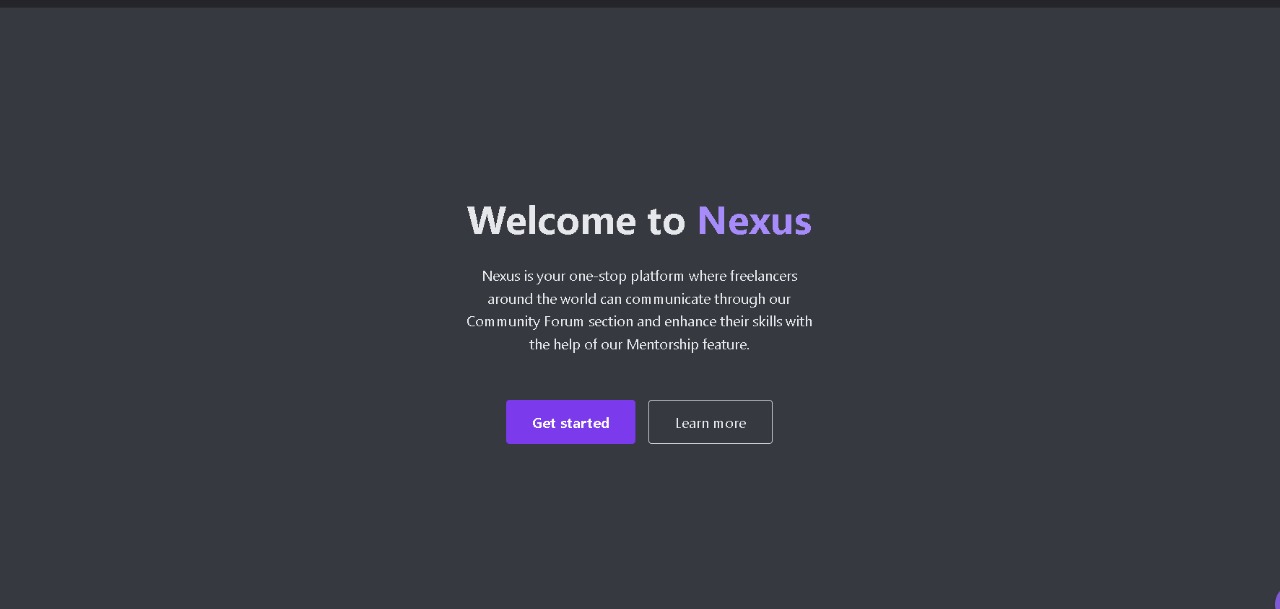 Welcome to Nexus
Nexus is your one-stop platform where freelancers
around the world can communicate through our
Community Forum section and enhance their skills with
the help of our Mentorship feature.
Get started
Learn more